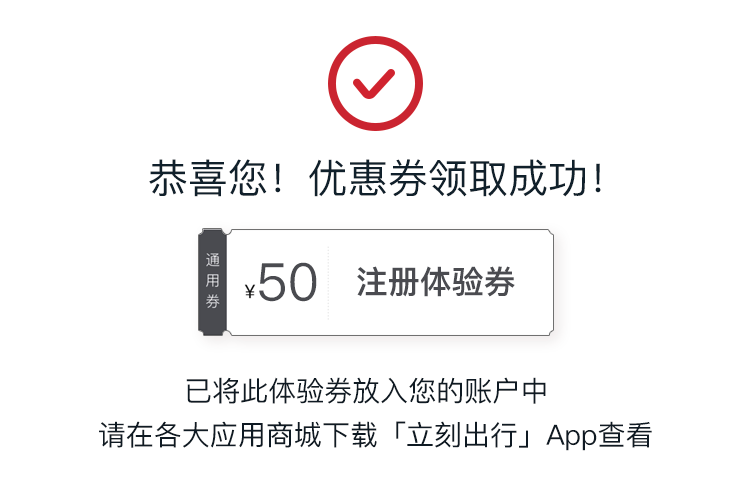 恭喜您！优惠券领取成功！
通用券
¥50
注册体验券
已将此体验券放入您的账户中
请在各大应用商城下载「立刻出行」App查看